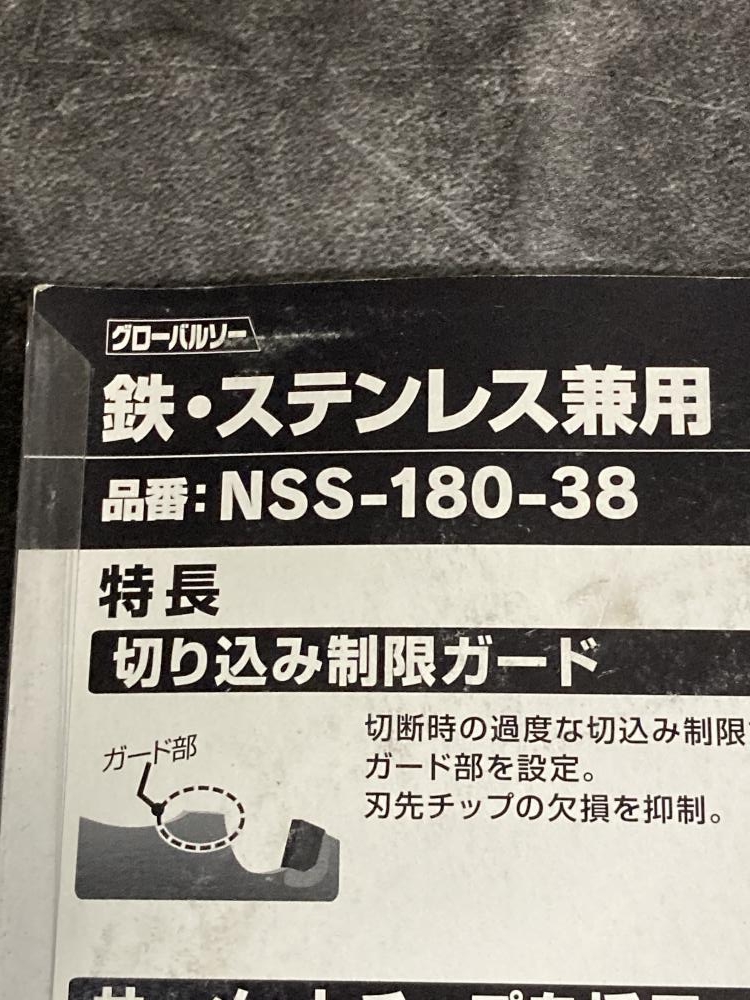 グローバルソー
鉄・ステンレス兼用
品番：NSS-180-38
特長
切り込み制限ガード
ガード部
切断時の過度な切込み制限
ガード部を設定。
刃先チップの欠損を抑制。